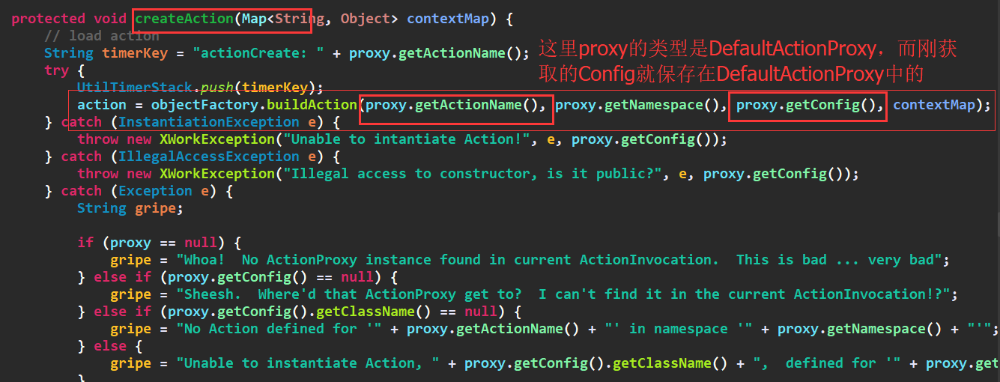 protected void createAction(Map<String, Object> contextMap) {
// load action
String timerKey = "actionCreate: " + proxy.getActionName();
这里proxy的类型是DefaultActionProxy，而刚获
取的Config就保存在DefaultActionProxy中的
try {
UtilTimerStack.push(timerKey);
action = objectFactory.buildAction(proxy.getActionName(), proxy.getNamespace(), proxy.getConfig(), contextMap);
} catch (InstantiationException e) {
throw new XWorkException("Unable to intantiate Action!", e, proxy.getConfig());
} catch (IllegalAccessException e) {
throw new XWorkException("Illegal access to constructor, is it public?", e, proxy.getConfig());
} catch (Exception e) {
String gripe;
if (proxy == null) {
gripe = "Whoa!  No ActionProxy instance found in current ActionInvocation.  This is bad ... very bad";
} else if (proxy.getConfig() == null) {
gripe = "Sheesh.  Where'd that ActionProxy get to?  I can't find it in the current ActionInvocation!?";
} else if (proxy.getConfig().getClassName() == null) {
gripe = "No Action defined for '" + proxy.getActionName() + "' in namespace '" + proxy.getNamespace() + "'";
} else {
gripe = "Unable to instantiate Action, " + proxy.getConfig().getClassName() + ",  defined for '" + proxy.get
}